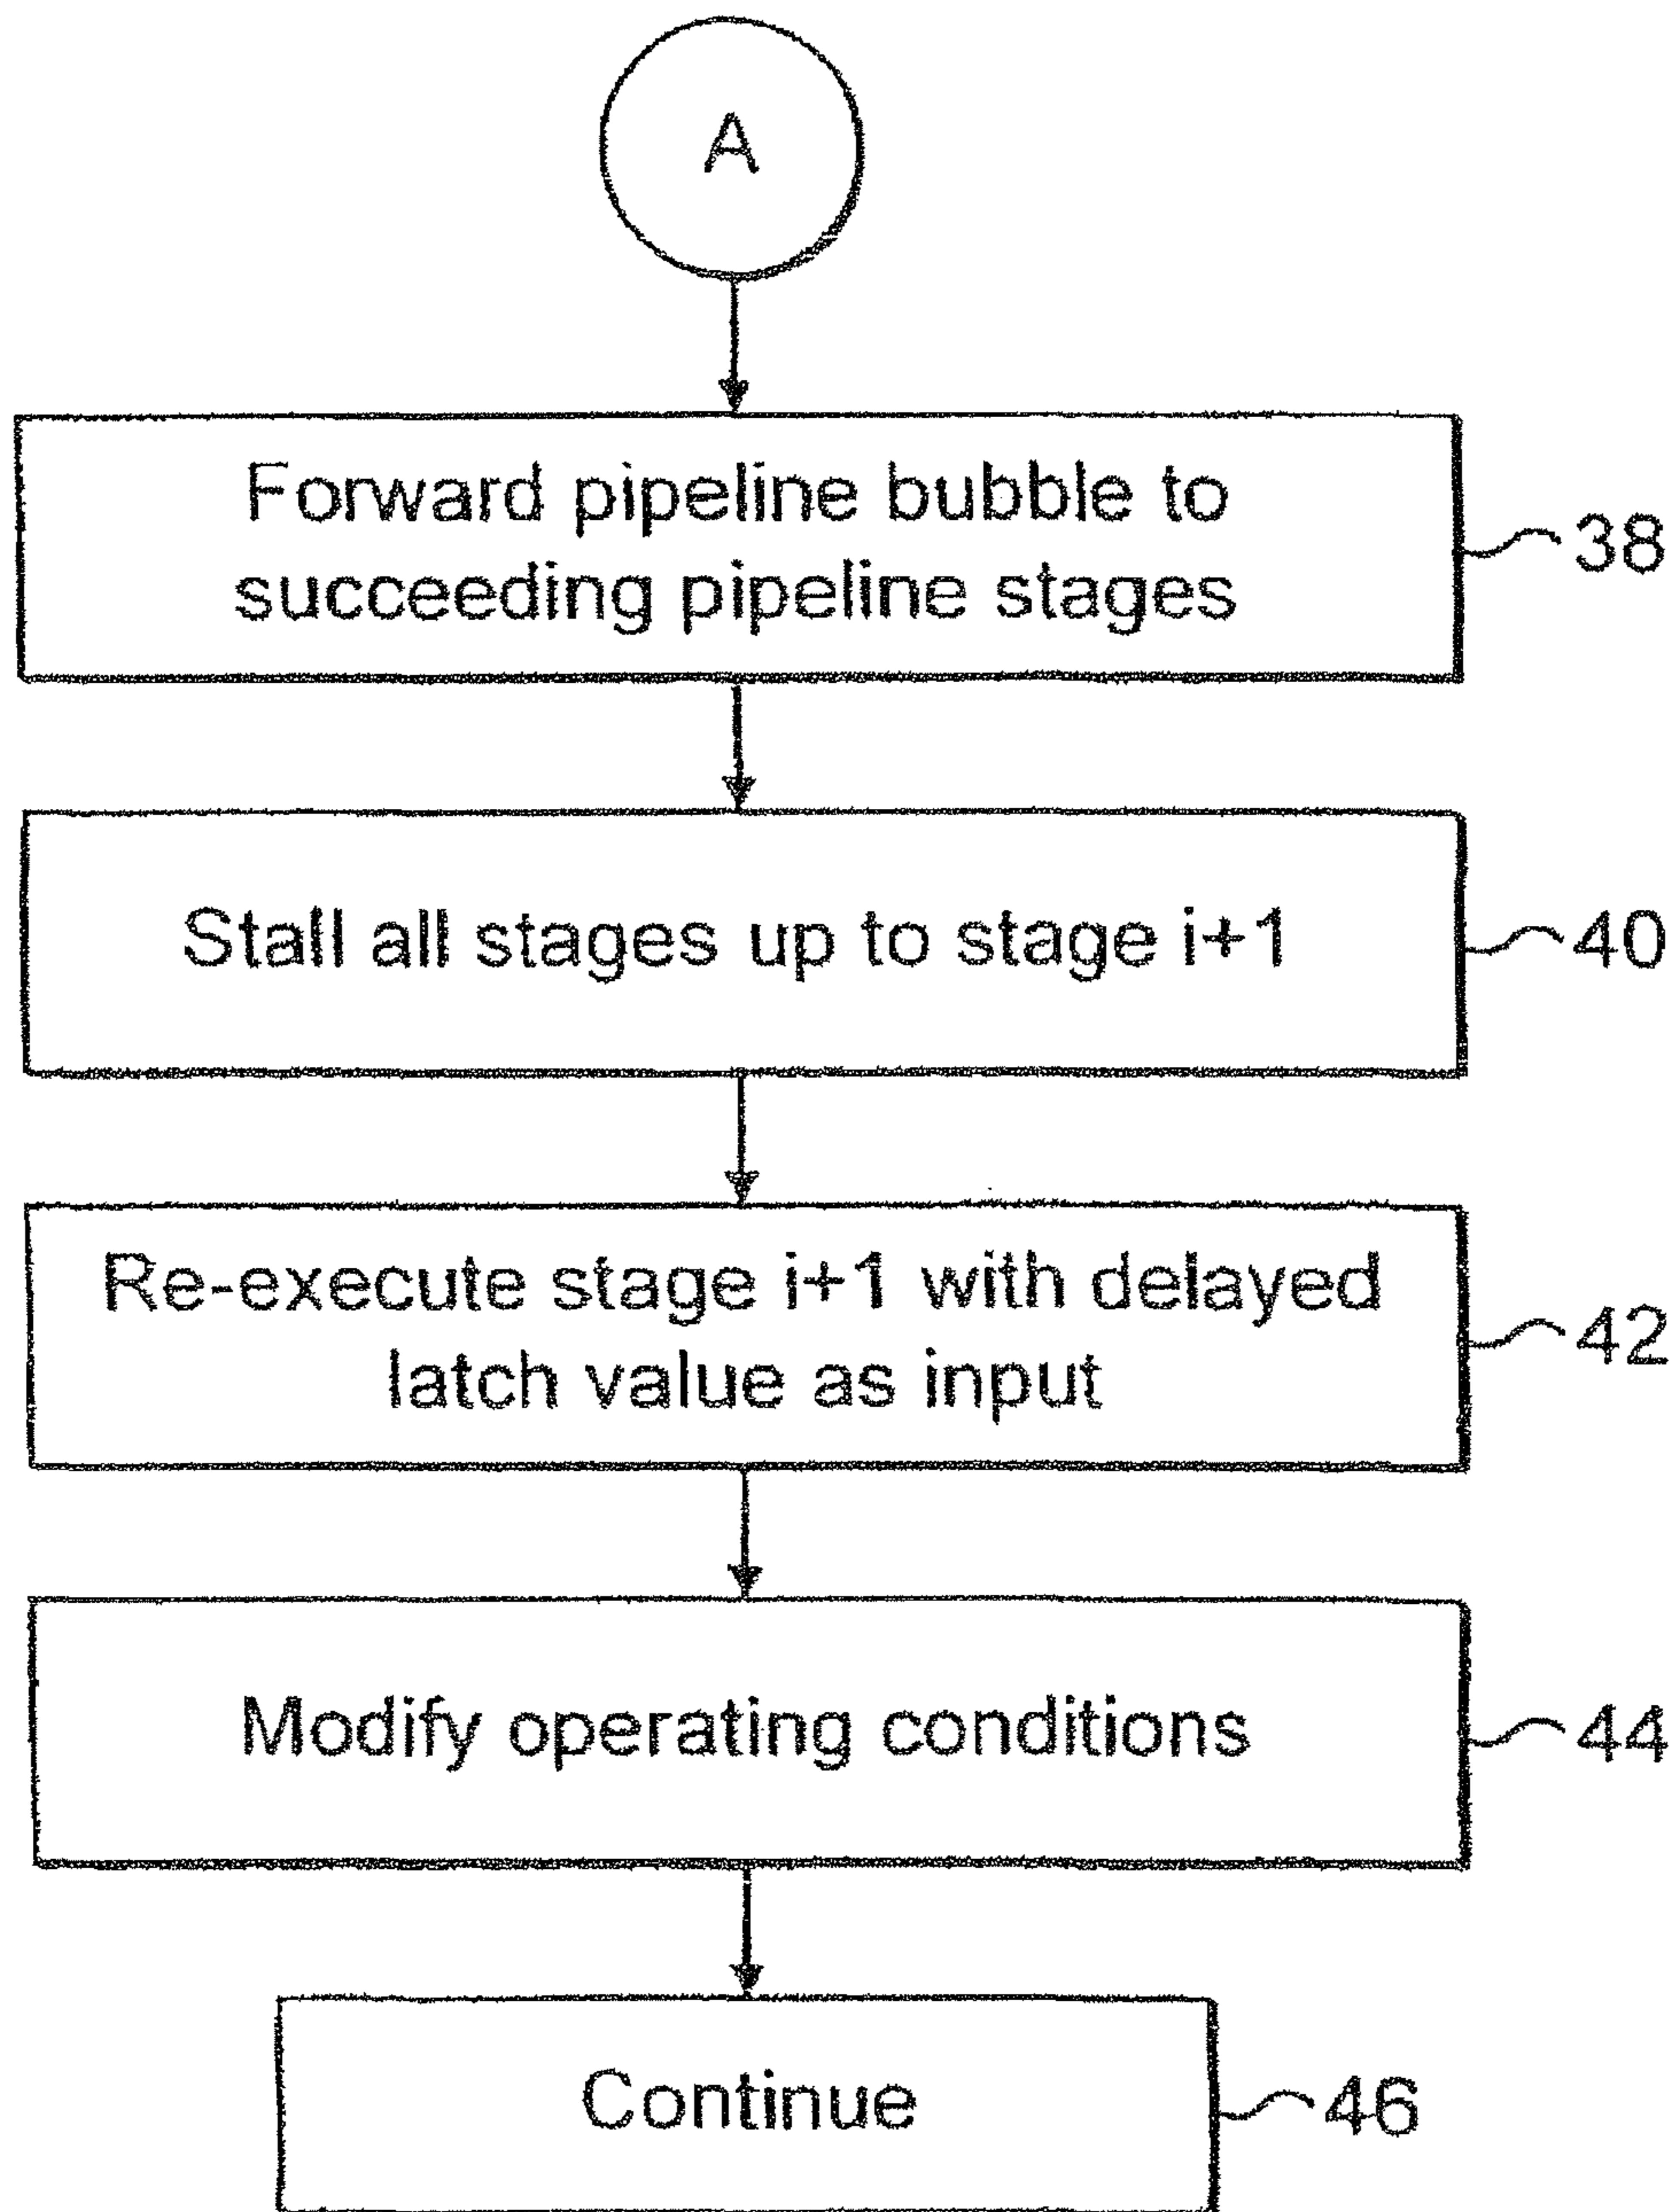 A
Forward pipeline bubble to
succeeding pipeline stages
38
Stall all stages up to stage i+1
40
Re-execute stage i+1 with delayed
latch value as input
42
Modify operating conditions
44
Continue
46